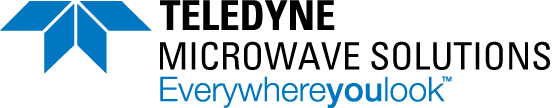 TELEDYNE
MICROWAVE SOLUTIONS
Everywhereyoulook™